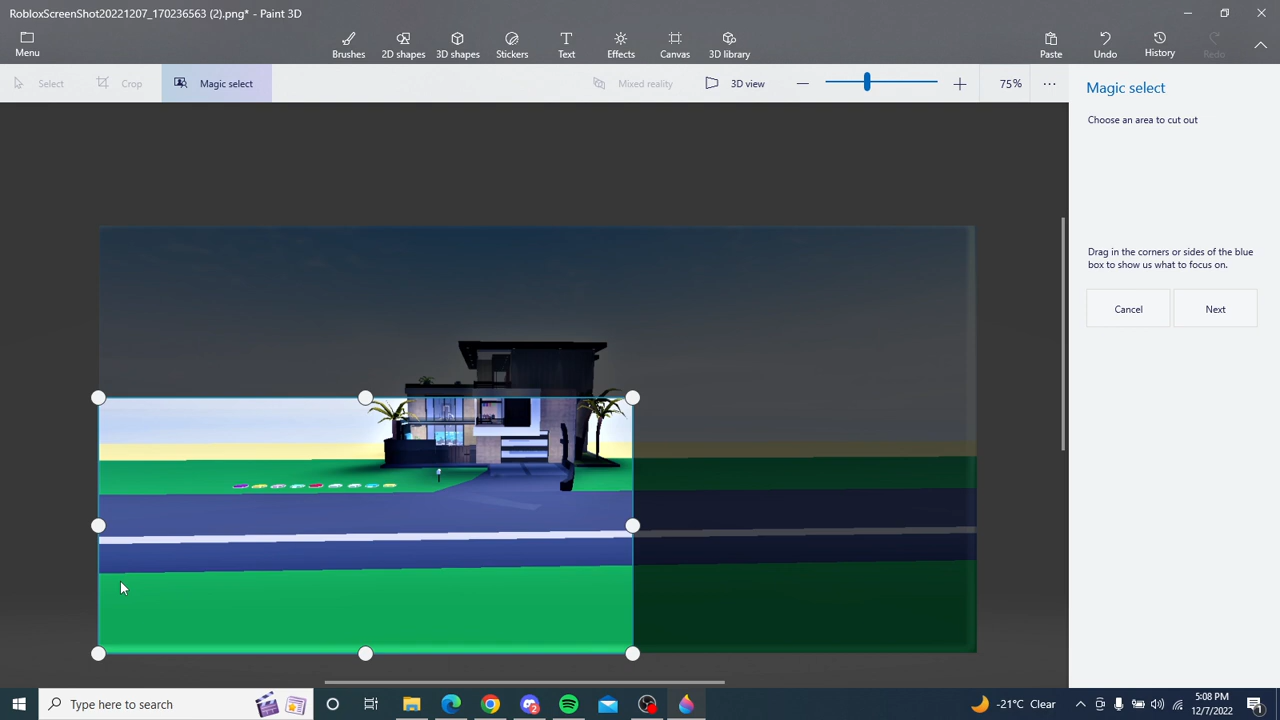 RobloxScreenShot20221207_170236563 (2).png* - Paint 3D
Menu
Brushes
2D shapes
3D shapes
Stickers
Text
Effects
Canvas
3D library
Paste
Undo
History
Redo
Select
Crop
Magic select
Mixed reality
3D view
75%
Magic select
Choose an area to cut out
Drag in the corners or sides of the blue
box to show us what to focus on.
Cancel
Next
Type here to search
-21°C Clear
5:08 PM
12/7/2022
1